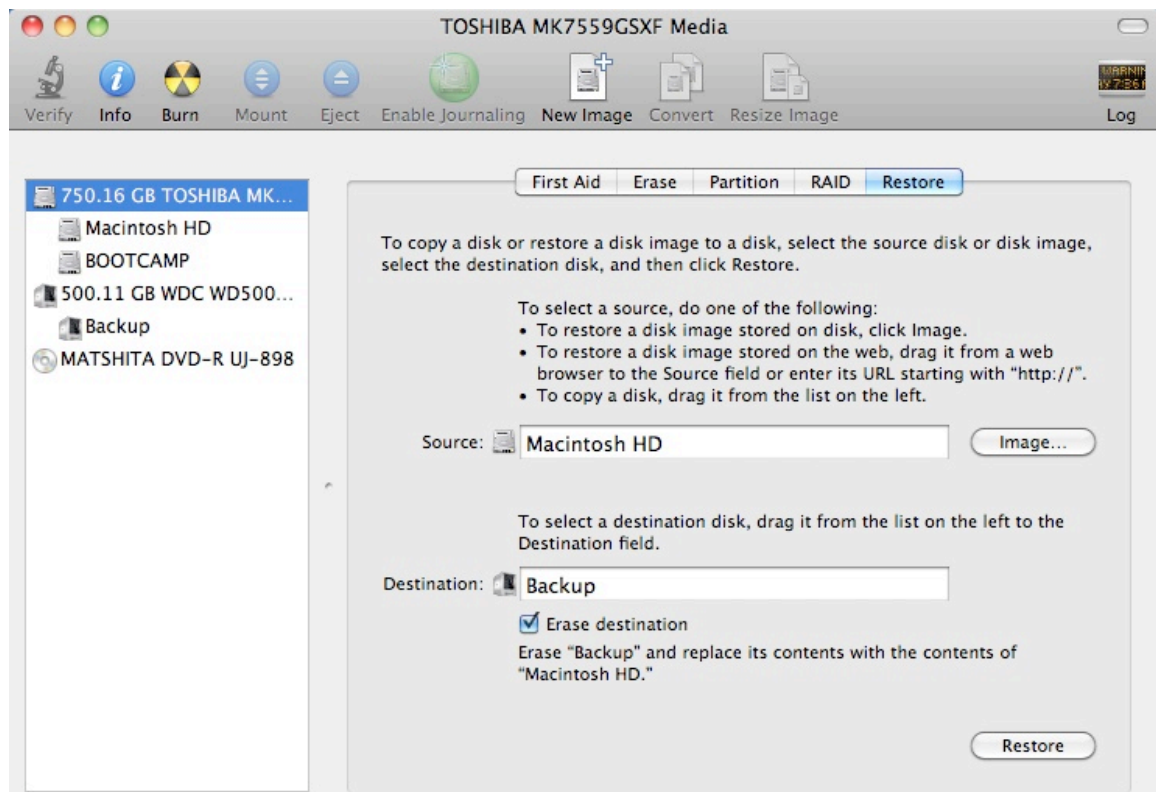 TOSHIBA MK7559GSXF Media
Verify Info Burn Mount Eject Enable Journaling New Image Convert Resize Image Log
WARNIN
First Aid Erase Partition RAID Restore
750.16 GB TOSHIBA MK...
Macintosh HD
BOOTCAMP
500.11 GB WDC WD500...
Backup
MATSHITA DVD-R UJ-898
To copy a disk or restore a disk image to a disk, select the source disk or disk image,
select the destination disk, and then click Restore.
To select a source, do one of the following:
• To restore a disk image stored on disk, click Image.
• To restore a disk image stored on the web, drag it from a web
browser to the Source field or enter its URL starting with “http://”.
• To copy a disk, drag it from the list on the left.
Source: Macintosh HD Image...
To select a destination disk, drag it from the list on the left to the
Destination field.
Destination: Backup
Erase destination
Erase “Backup” and replace its contents with the contents of
“Macintosh HD.”
Restore